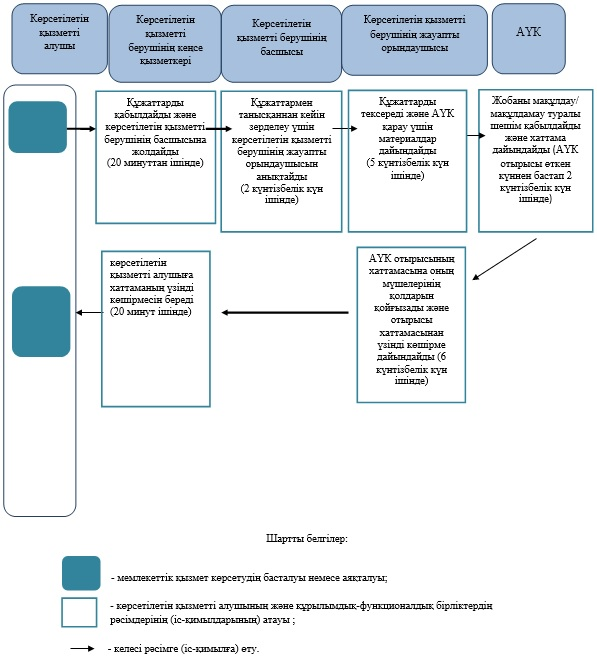 Көрсетілетін
қызметті
алушы
Көрсетілетін
қызметті
берушінің кеңсе
қызметкері
Көрсетілетін
қызметті берушінің
басшысы
Көрсетілетін қызметті
берушінің жауапты
орындаушысы
АҮК
Құжаттарды
қабылдайды және
көрсетілетін қызметті
берушінің басшысына
жолдайды
(20 минуттан ішінде)
Құжаттармен
танысқаннан кейін
зерделеу үшін
көрсетілетін қызметті
берушінің жауапты
орындаушысын
анықтайды
(2 күнтізбелік күн
ішінде)
Құжаттарды
тексереді және АҮК
қарау үшін
материалдар
дайындайды
(5 күнтізбелік күн
ішінде)
Жобаны мақұлдау/
мақұлдамау туралы
шешім қабылдайды
және хаттама
дайындайды (АҮК
отырысы өткен
күннен бастап 2
күнтізбелік күн
ішінде)
көрсетілетін
қызметті алушыға
хаттаманың үзінді
көшірмесін береді
(20 минут ішінде)
АҮК отырысының
хаттамасына оның
мүшелерінің
қолдарын
қойғызады және
отырысы
хаттамасынан
үзінді көшірме
дайындайды (6
күнтізбелік күн
ішінде)
Шартты белгілер:
- мемлекеттік қызмет көрсетудің басталуы немесе аяқталуы;
- көрсетілетін қызметті алушының және құрылымдық-функционалдық бірліктердің
рәсімдерінің (іс-қимылдарының) атауы ;
- келесі рәсімге (іс-қимылға) өту.